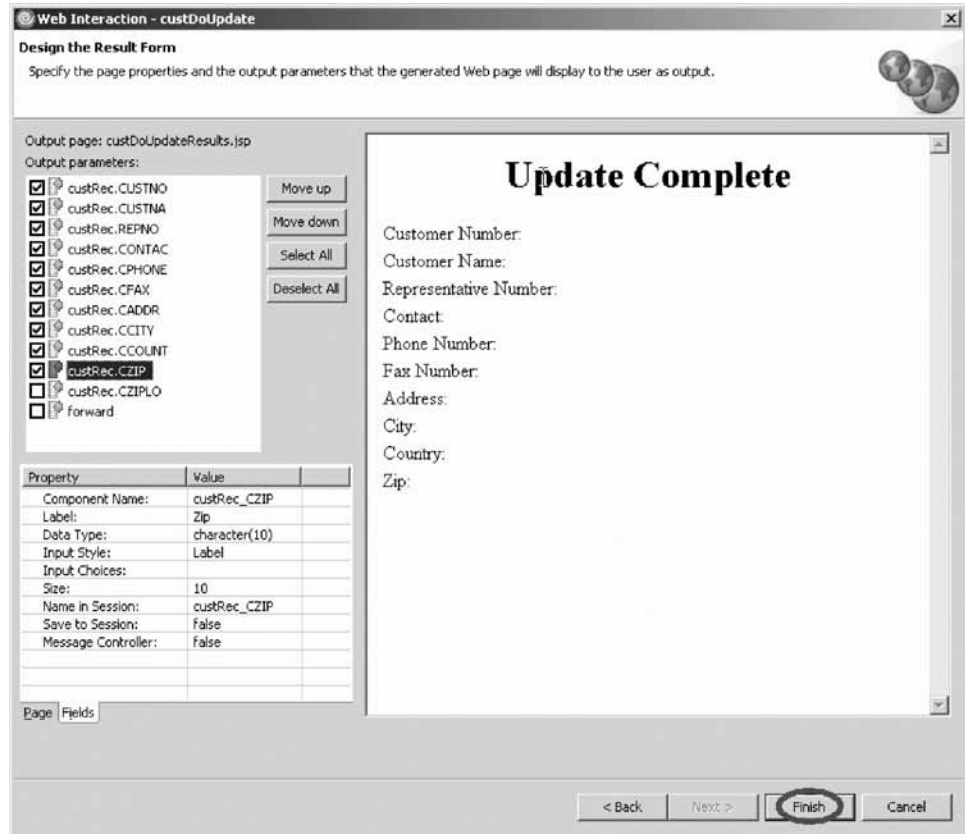 Web Interaction - custDoUpdate
Design the Result Form
Specify the page properties and the output parameters that the generated Web page will display to the user as output.
Output page: custDoUpdateResults.jsp
Output parameters:
custRec.CUSTNO
custRec.CUSTNA
custRec.REPNO
custRec.CONTAC
custRec.CPHONE
custRec.CFAX
custRec.CADDR
custRec.CCITY
custRec.CCOUNT
custRec.CZIP
custRec.CZIPLO
forward
Move up
Move down
Select All
Deselect All
Property Value
Component Name: custRec_CZIP
Label: Zip
Data Type: character(10)
Input Style: Label
Input Choices:
Size: 10
Name in Session: custRec_CZIP
Save to Session: false
Message Controller: false
Page Fields
Update Complete
Customer Number:
Customer Name:
Representative Number:
Contact:
Phone Number:
Fax Number:
Address:
City:
Country:
Zip:
< Back Next > Finish Cancel